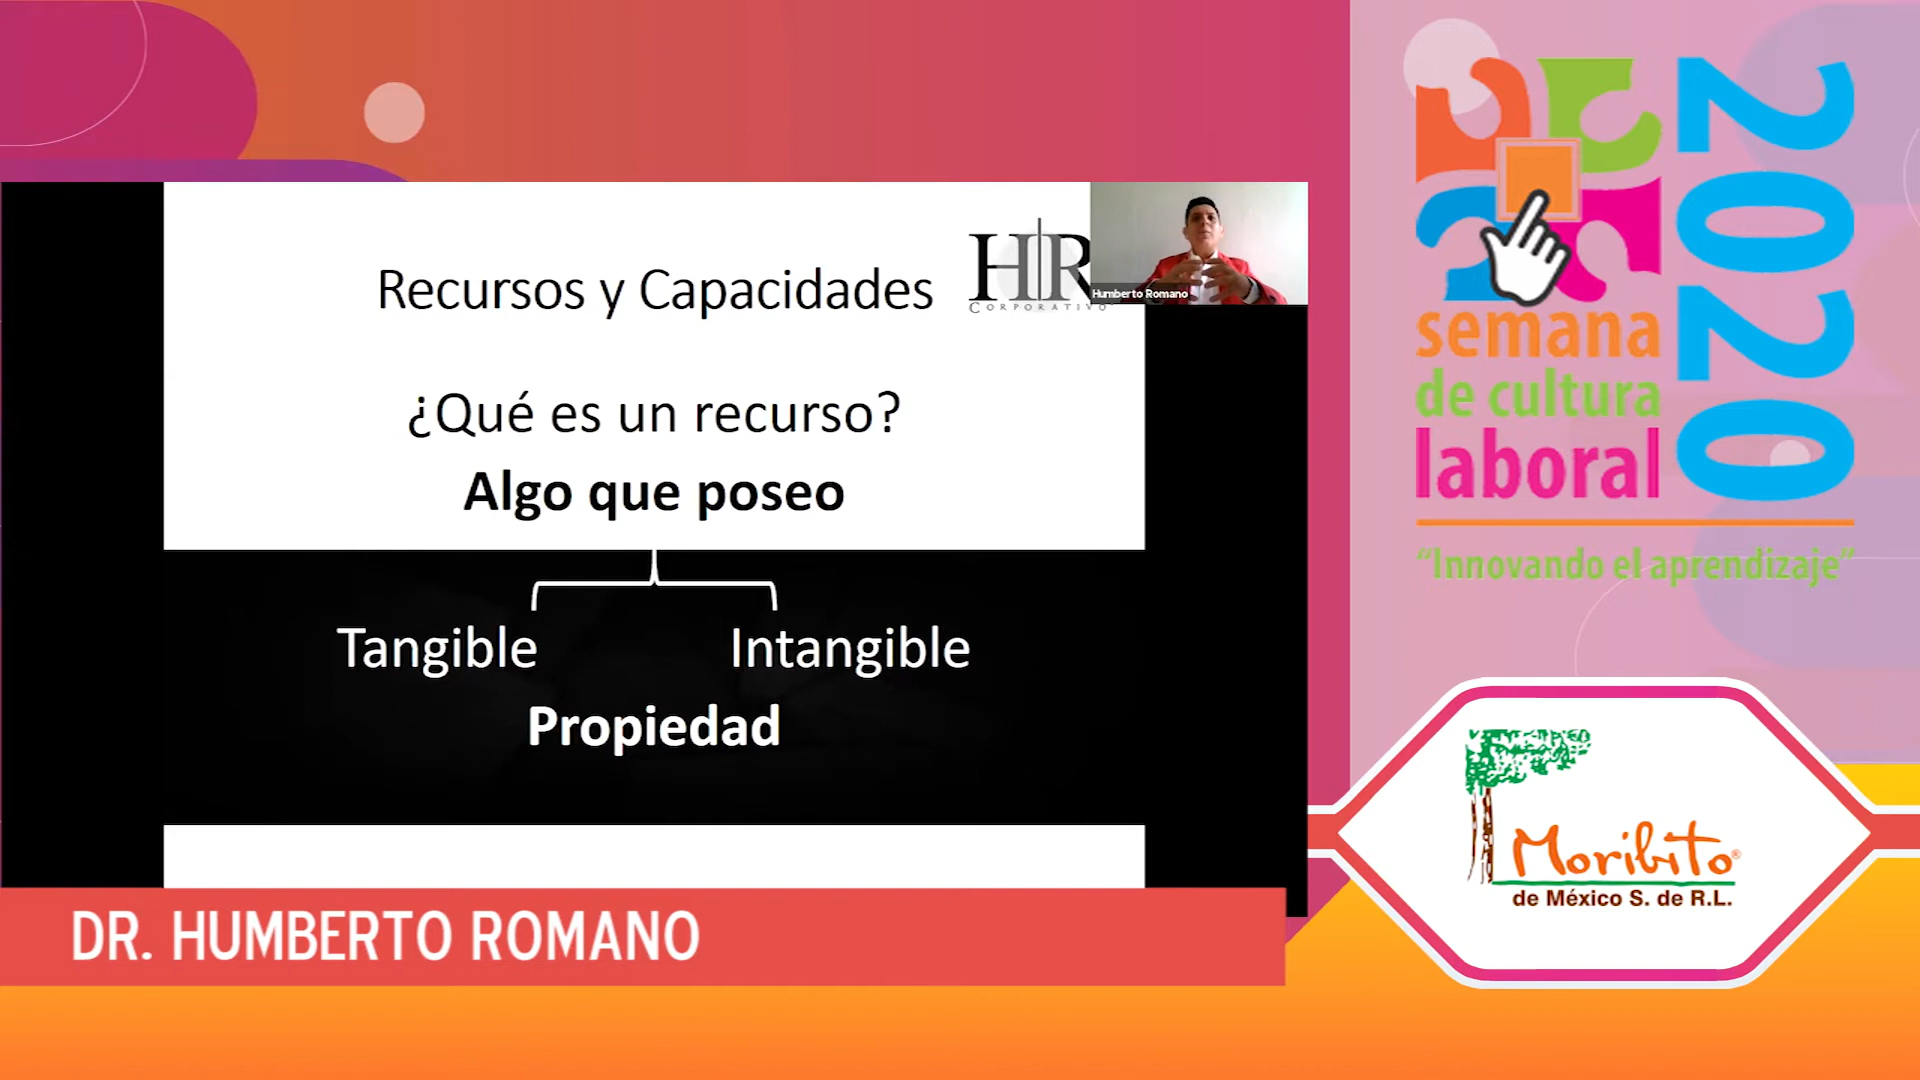 Recursos y Capacidades
HR
CORPORATIVO
Humberto Romano
¿Qué es un recurso?
Algo que poseo
Tangible Intangible
Propiedad
DR. HUMBERTO ROMANO
2020
semana
de cultura
laboral
“Innovando el aprendizaje”
Moribito®
de México S. de R.L.